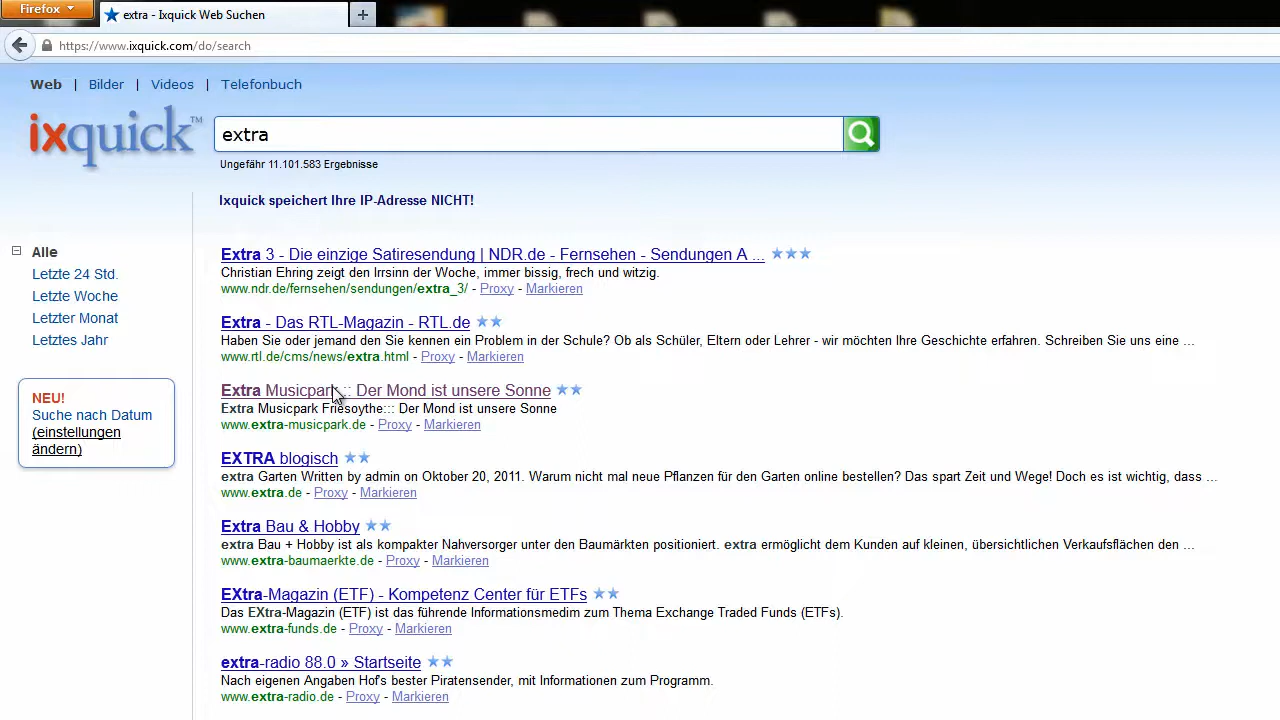 Firefox
extra - Ixquick Web Suchen
https://www.ixquick.com/do/search
Web | Bilder | Videos | Telefonbuch
ixquick™
extra
Ungefähr 11.101.583 Ergebnisse
Ixquick speichert Ihre IP-Adresse NICHT!
Alle
Letzte 24 Std.
Letzte Woche
Letzter Monat
Letztes Jahr
NEU!
Suche nach Datum
(einstellungen
ändern)
Extra 3 - Die einzige Satiresendung | NDR.de - Fernsehen - Sendungen A ...
Christian Ehring zeigt den Irrsinn der Woche, immer bissig, frech und witzig.
www.ndr.de/fernsehen/sendungen/extra_3/ - Proxy - Markieren
Extra - Das RTL-Magazin - RTL.de
Haben Sie oder jemand den Sie kennen ein Problem in der Schule? Ob als Schüler, Eltern oder Lehrer - wir möchten Ihre Geschichte erfahren. Schreiben Sie uns eine ...
www.rtl.de/cms/news/extra.html - Proxy - Markieren
Extra Musicpark::: Der Mond ist unsere Sonne
Extra Musicpark Friesoythe::: Der Mond ist unsere Sonne
www.extra-musicpark.de - Proxy - Markieren
EXTRA blogisch
extra Garten Written by admin on Oktober 20, 2011. Warum nicht mal neue Pflanzen für den Garten online bestellen? Das spart Zeit und Wege! Doch es ist wichtig, dass ...
www.extra.de - Proxy - Markieren
Extra Bau & Hobby
extra Bau + Hobby ist als kompakter Nahversorger unter den Baumärkten positioniert. extra ermöglicht dem Kunden auf kleinen, übersichtlichen Verkaufsflächen den ...
www.extra-baumaerkte.de - Proxy - Markieren
EXtra-Magazin (ETF) - Kompetenz Center für ETFs
Das EXtra-Magazin (ETF) ist das führende Informationsmedim zum Thema Exchange Traded Funds (ETFs).
www.extra-funds.de - Proxy - Markieren
extra-radio 88.0 » Startseite
Nach eigenen Angaben Hof's bester Piratensender, mit Informationen zum Programm.
www.extra-radio.de - Proxy - Markieren